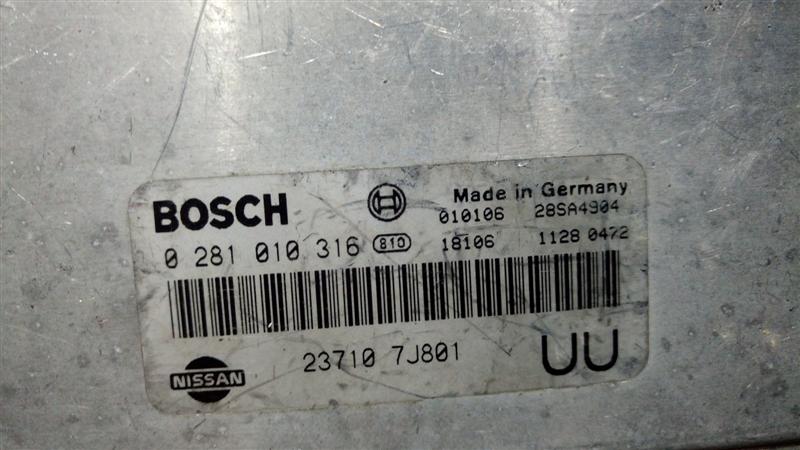 BOSCH Made in Germany
010106 28SA4904
0 281 010 316 810 18106 1128 0472
NISSAN 23710 7J801 UU